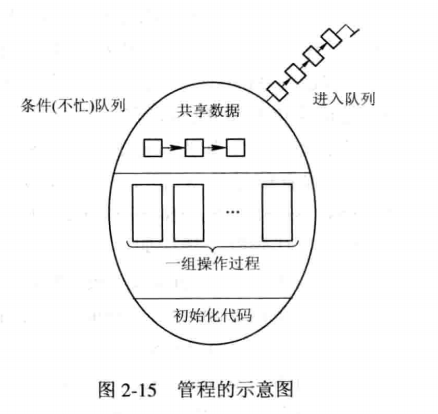 条件(不忙)队列
进入队列
共享数据
···
一组操作过程
初始化代码
图 2-15 管程的示意图